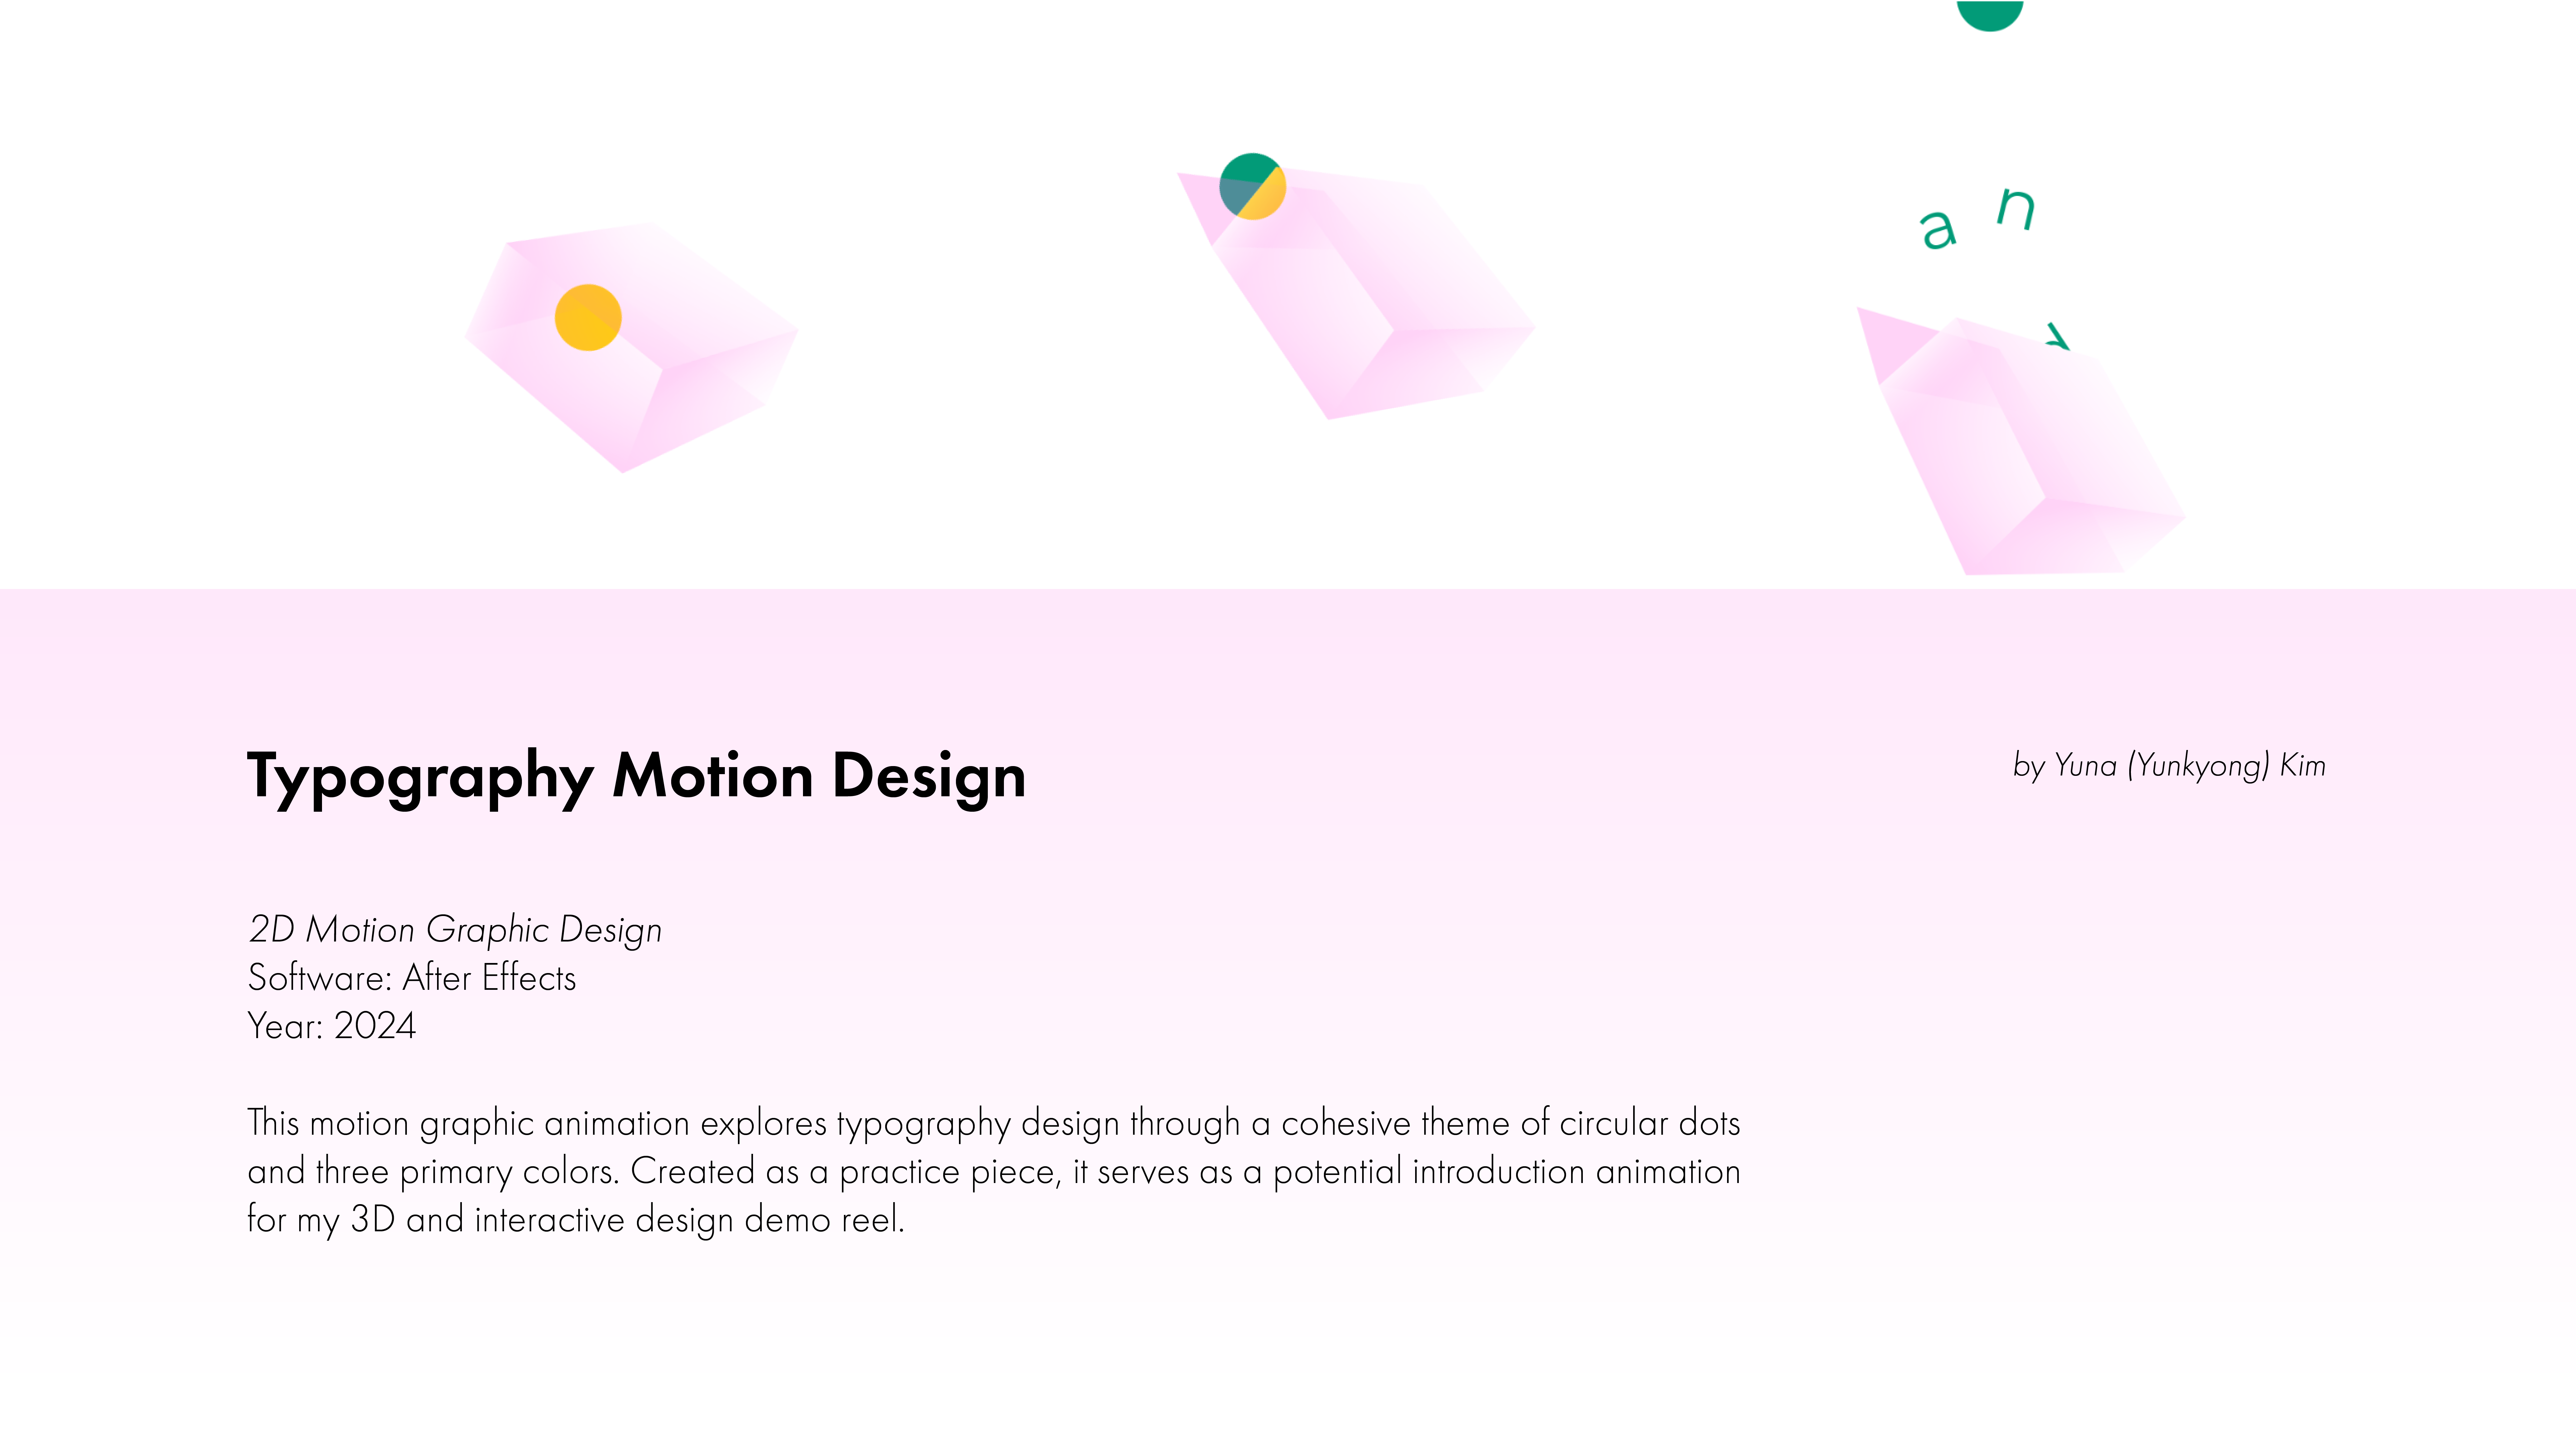 a n
Typography Motion Design
by Yuna (Yunkyong) Kim
2D Motion Graphic Design
Software: After Effects
Year: 2024
This motion graphic animation explores typography design through a cohesive theme of circular dots
and three primary colors. Created as a practice piece, it serves as a potential introduction animation
for my 3D and interactive design demo reel.